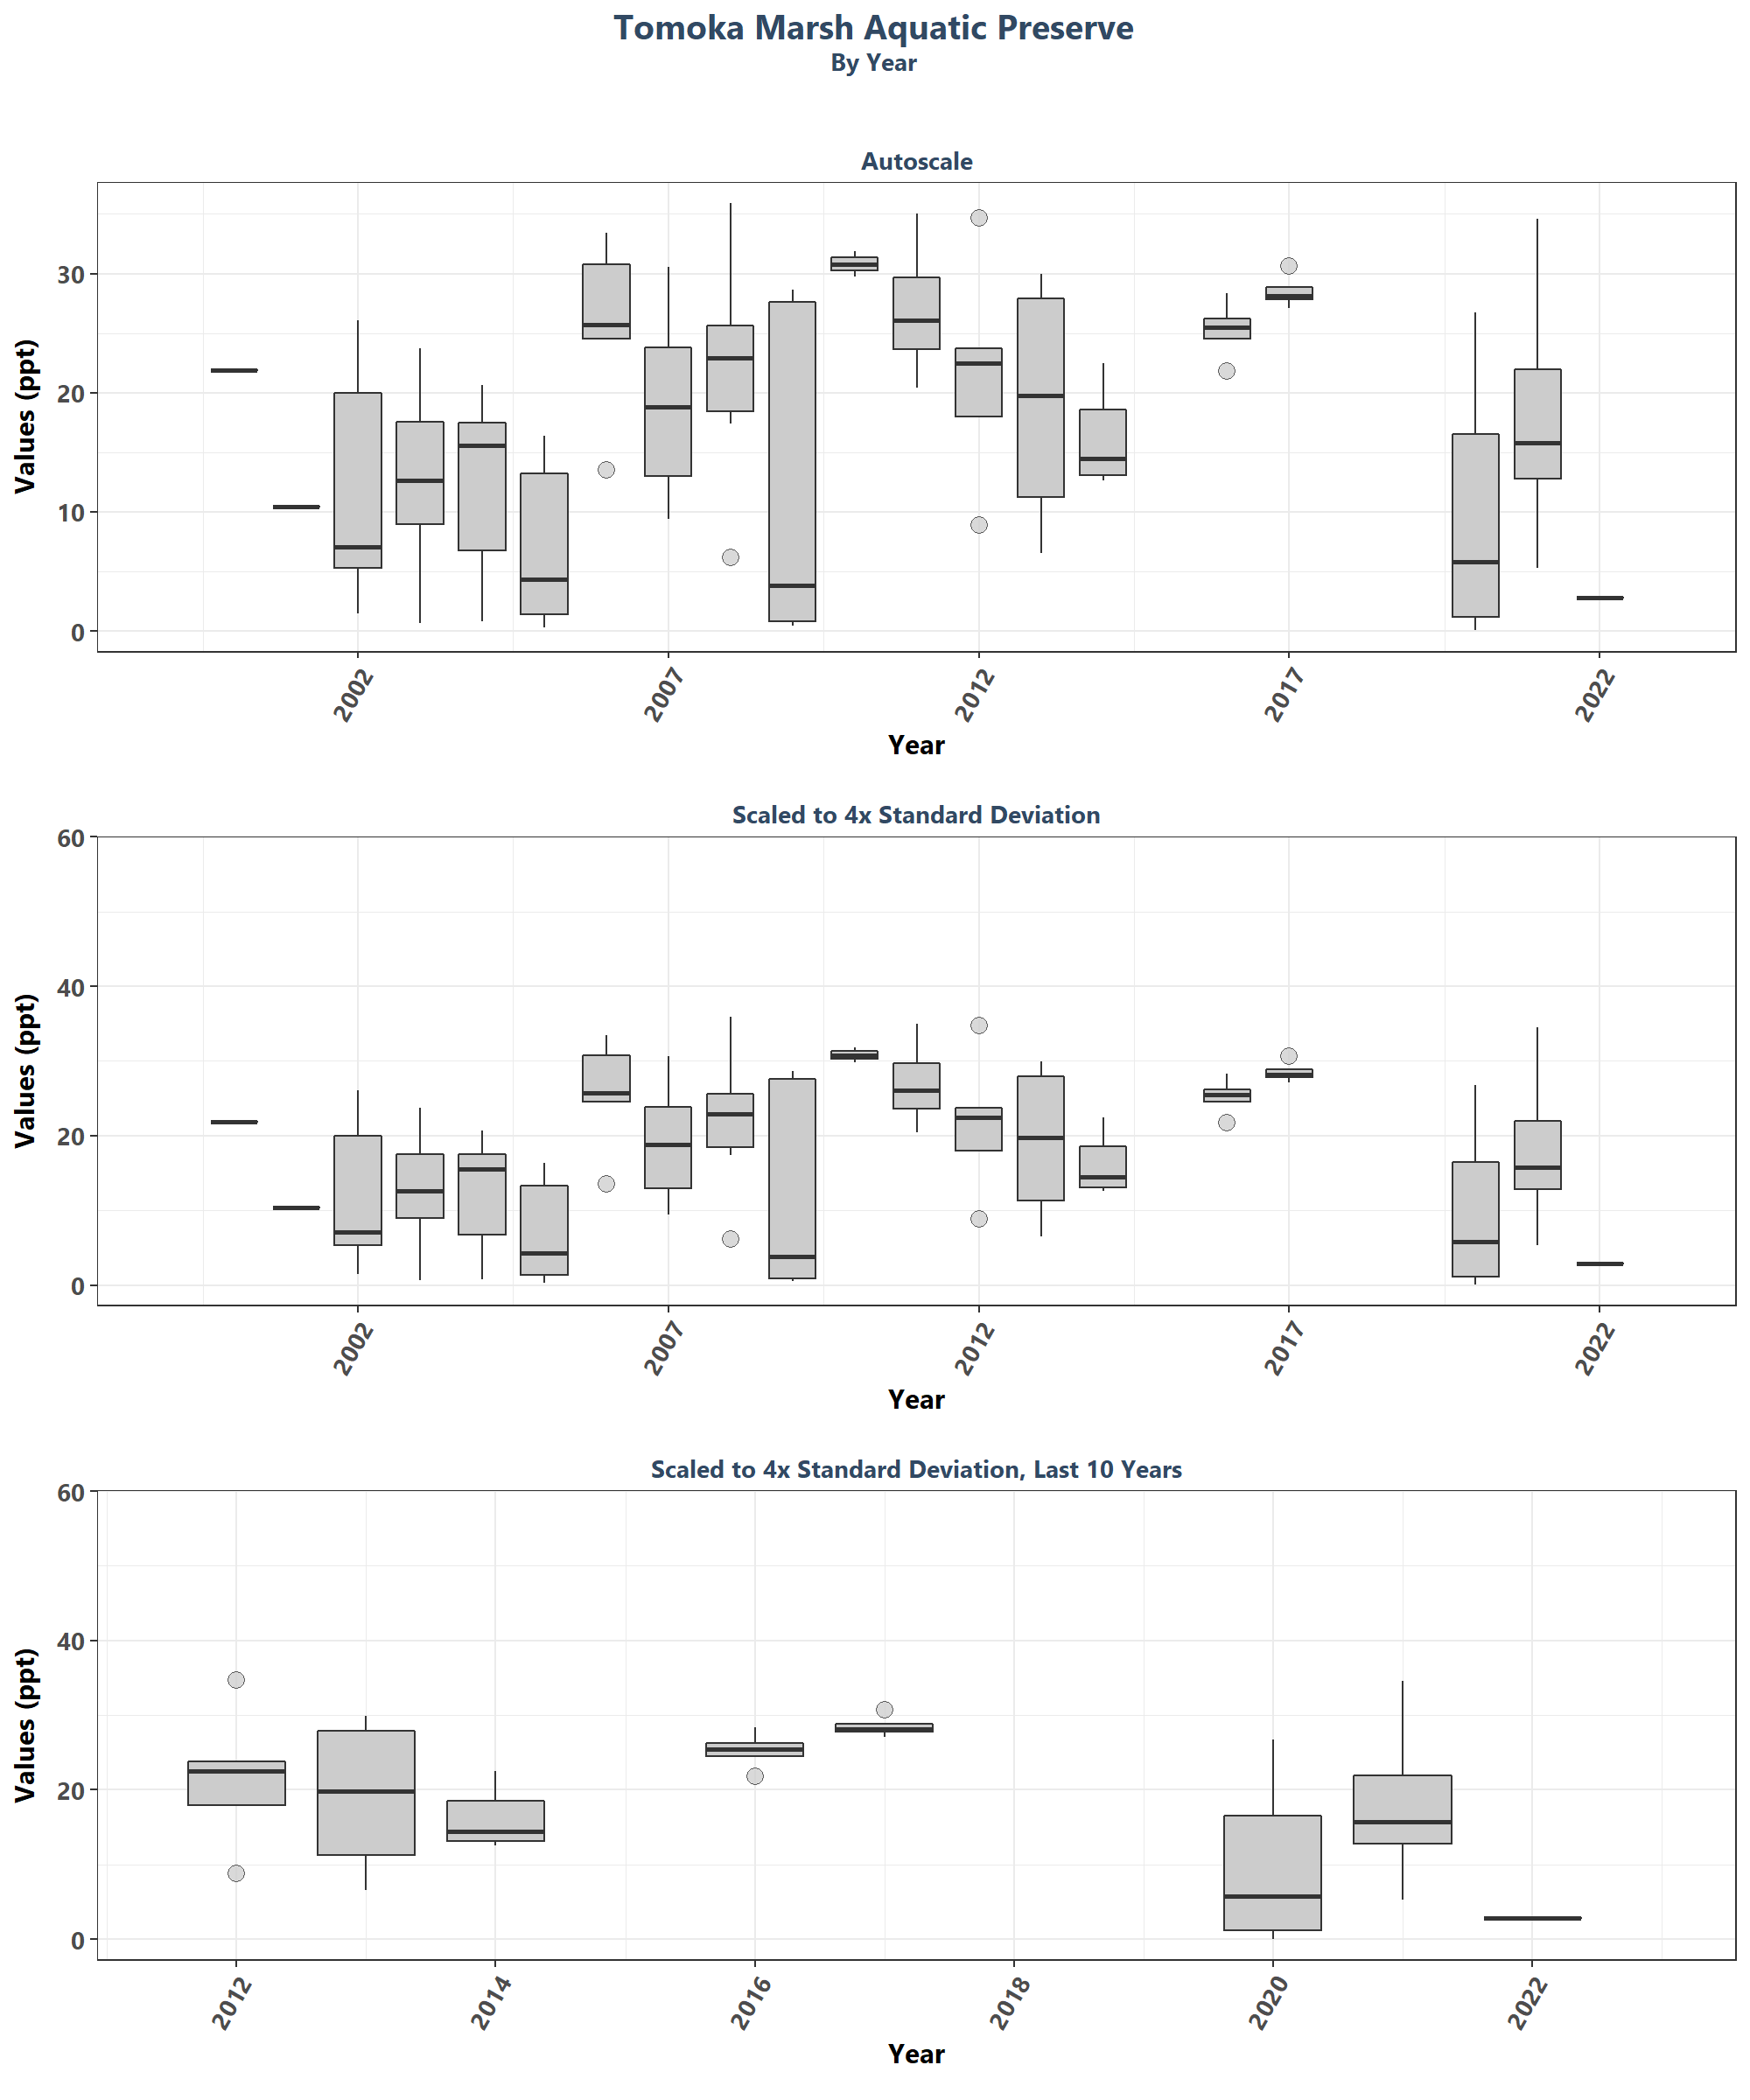 Tomoka Marsh Aquatic Preserve
By Year
Autoscale
Values (ppt)
30
20
10
0
2002 2007 2012 2017 2022
Year
Scaled to 4x Standard Deviation
Values (ppt)
60
40
20
0
2002 2007 2012 2017 2022
Year
Scaled to 4x Standard Deviation, Last 10 Years
Values (ppt)
60
40
20
0
2012 2014 2016 2018 2020 2022
Year